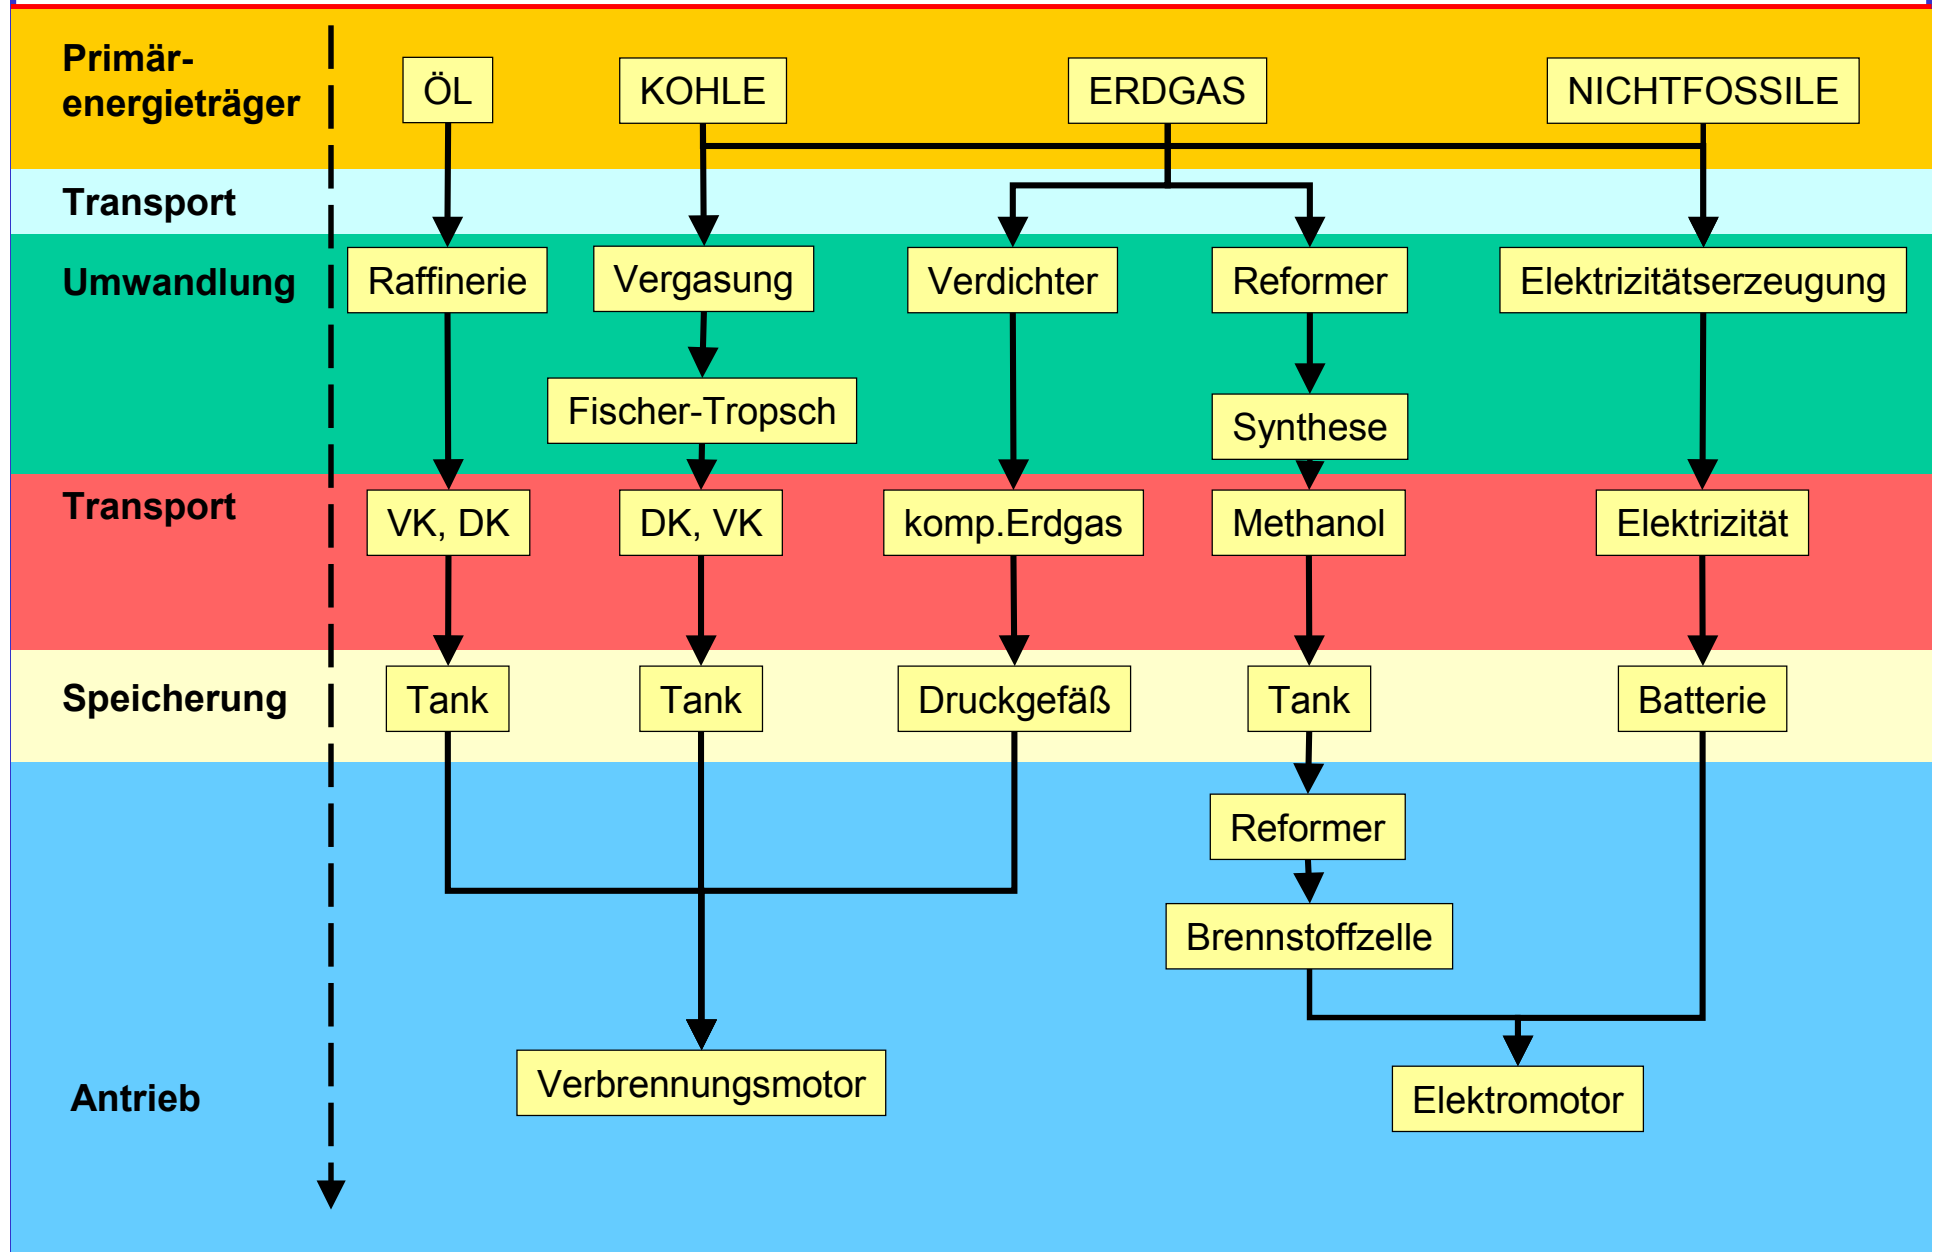 Primär-
energieträger
ÖL
KOHLE
ERDGAS
NICHTFOSSILE
Transport
Umwandlung
Raffinerie
Vergasung
Verdichter
Reformer
Elektrizitätserzeugung
Fischer-Tropsch
Synthese
Transport
VK, DK
DK, VK
komp.Erdgas
Methanol
Elektrizität
Speicherung
Tank
Tank
Druckgefäß
Tank
Batterie
Reformer
Brennstoffzelle
Antrieb
Verbrennungsmotor
Elektromotor